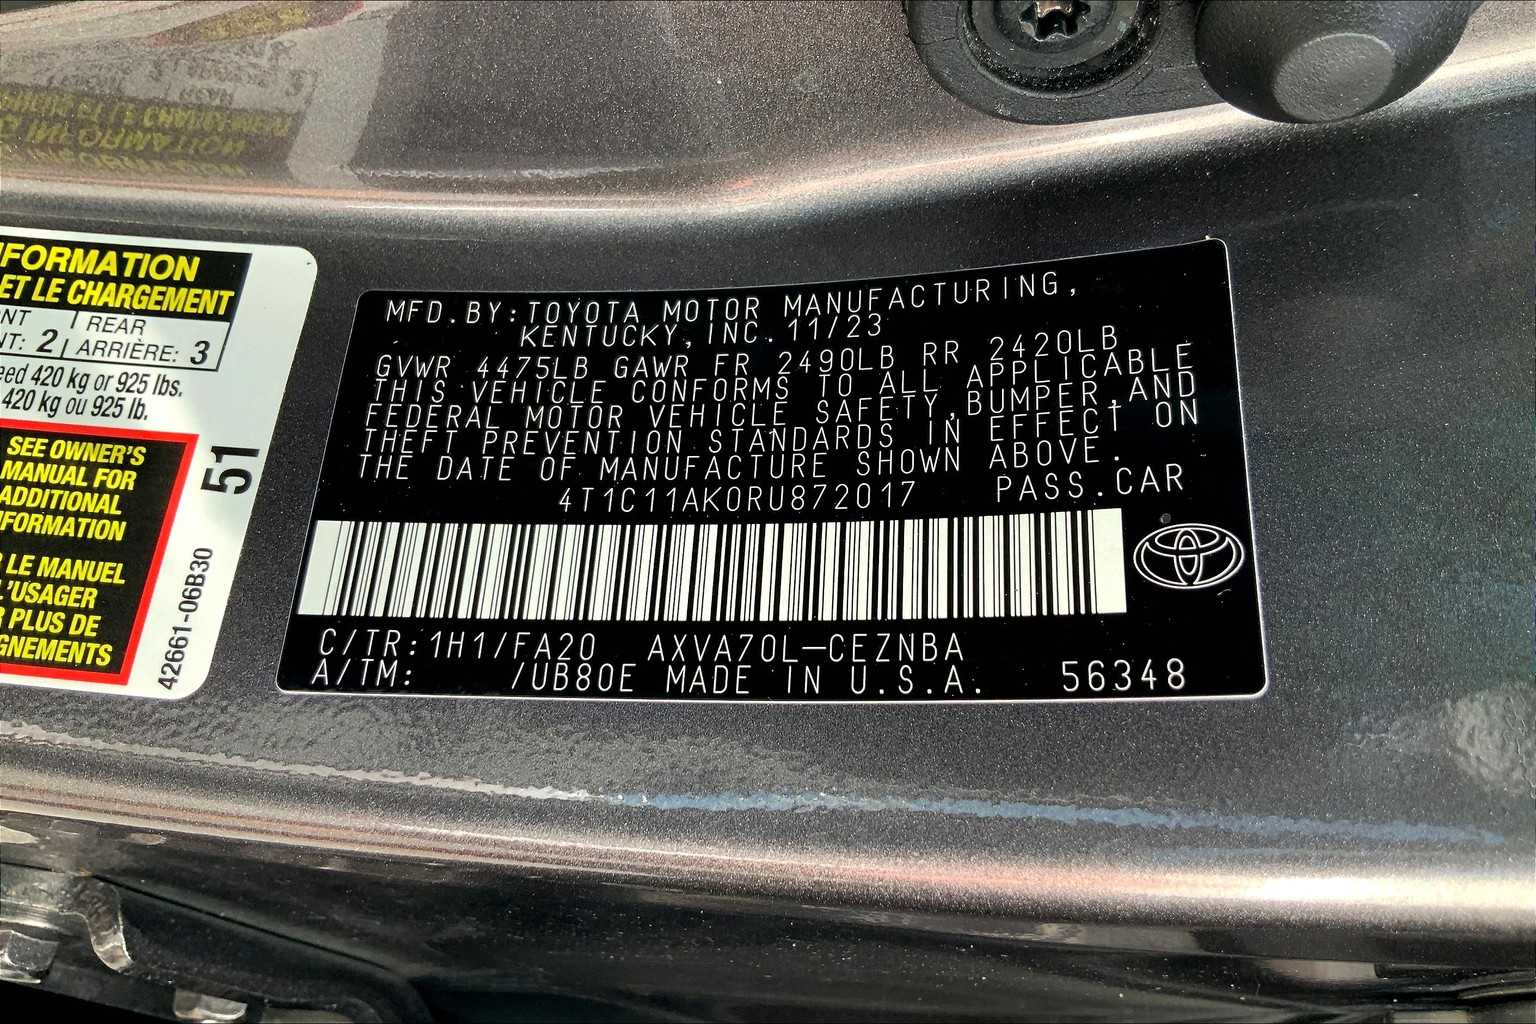 NFORMATION
ET LE CHARGEMENT
REAR
NT: 2 ARRIÈRE: 3
420 kg or 925 lbs.
420 kg ou 925 lb.
SEE OWNER'S
MANUAL FOR
ADDITIONAL
INFORMATION
LE MANUEL
L'USAGER
PLUS DE
51
42661-06B30
MFD.BY:TOYOTA MOTOR MANUFACTURING,
KENTUCKY,INC.11/23
GVWR 4475LB GAWR FR 2490LB RR 2420LB
THIS VEHICLE CONFORMS TO ALL APPLICABLE
FEDERAL MOTOR VEHICLE SAFETY,BUMPER,AND
THEFT PREVENTION STANDARDS IN EFFECT ON
THE DATE OF MANUFACTURE SHOWN ABOVE.
4T1C11AK0RU872017 PASS.CAR
C/TR:1H1/FA20 AXVA70L-CEZNBA
A/TM: /UB80E MADE IN U.S.A. 56348